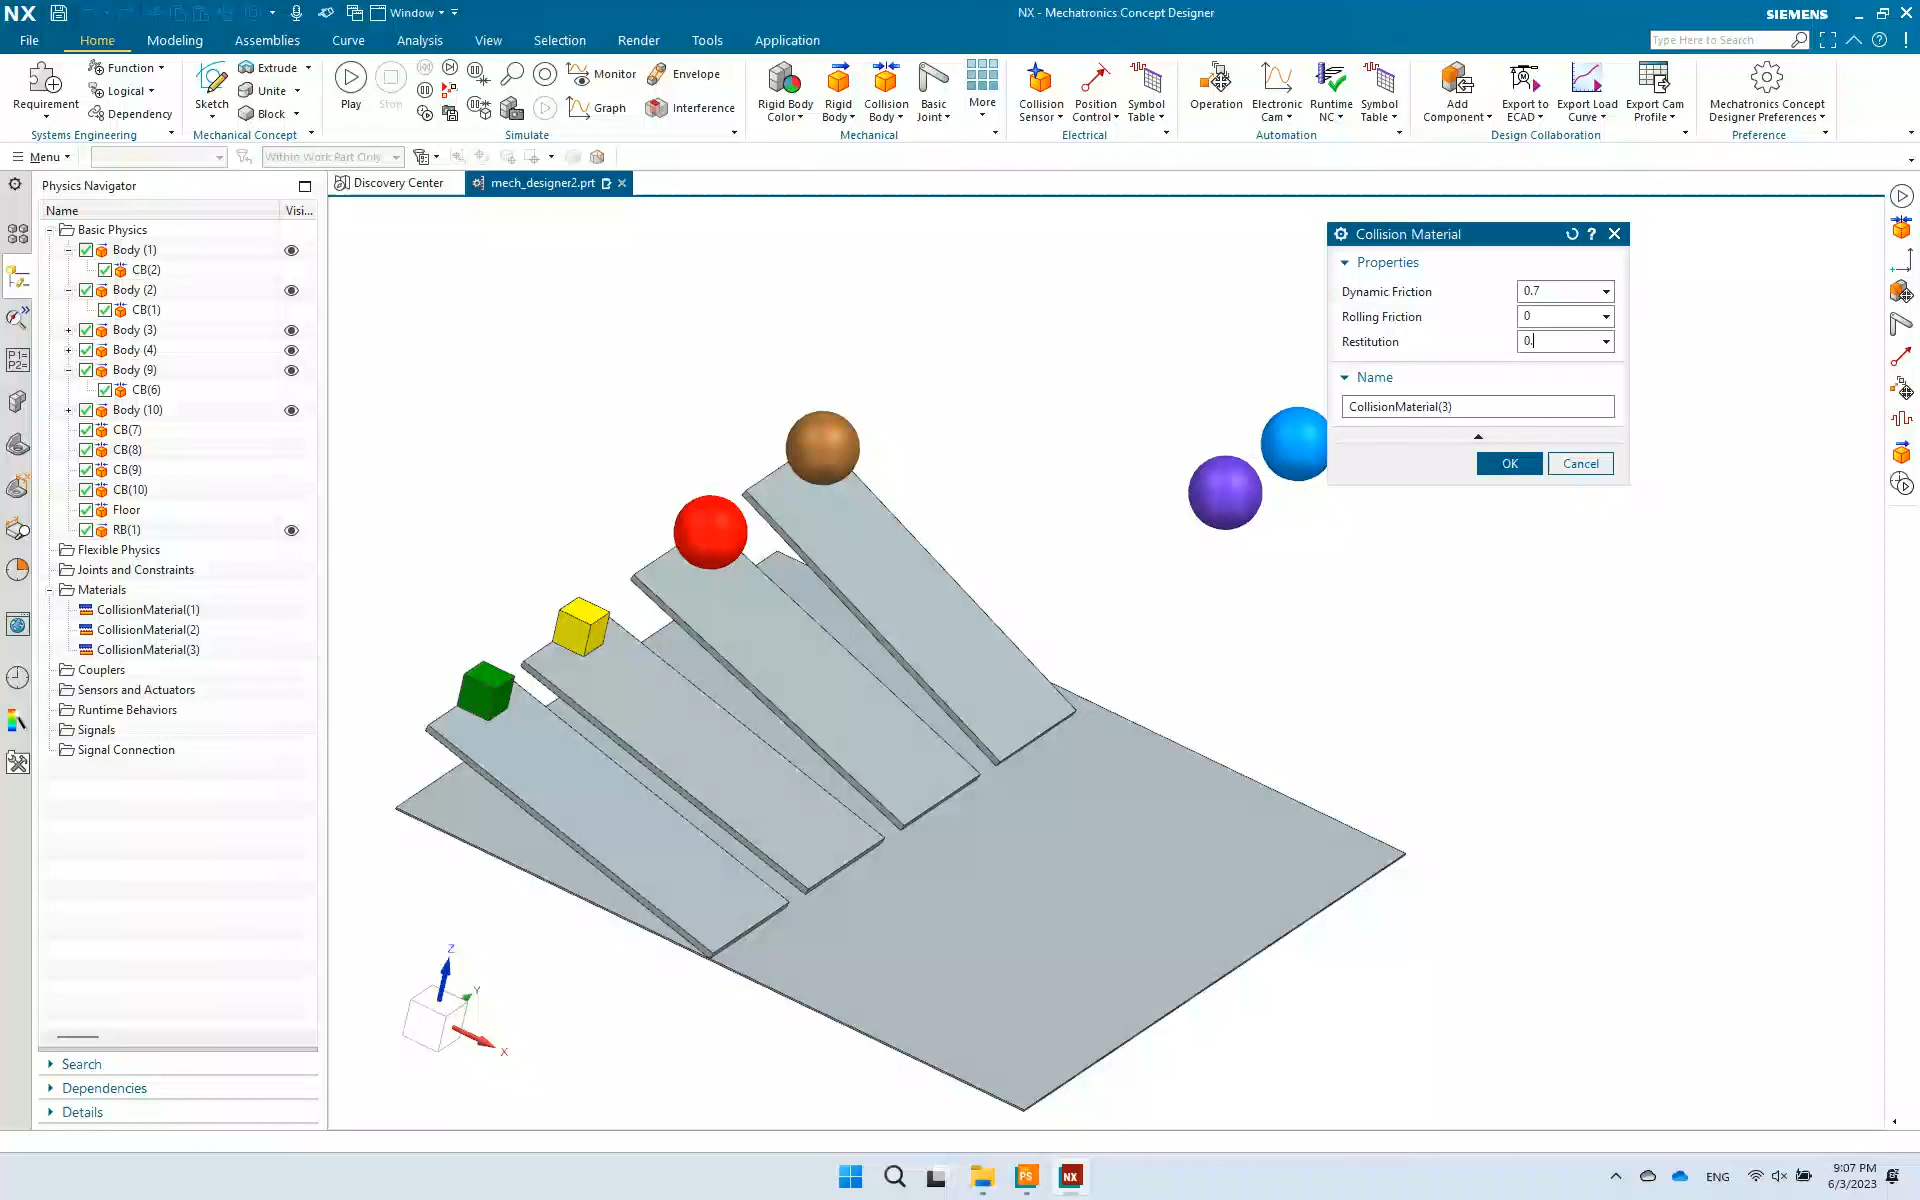 NX
Window
NX - Mechatronics Concept Designer
SIEMENS
File
Home
Modeling
Assemblies
Curve
Analysis
View
Selection
Render
Tools
Application
Type Here to Search
Requirement
Function
Logical
Dependency
Systems Engineering
Sketch
Extrude
Unite
Block
Mechanical Concept
Play
Stop
Monitor
Graph
Envelope
Interference
Simulate
Rigid Body Color
Rigid Body
Collision Body
Basic Joint
More
Mechanical
Collision Sensor
Position Control
Symbol Table
Electrical
Operation
Electronic Cam
Runtime NC
Symbol Table
Automation
Add Component
Export to ECAD
Export Load Curve
Export Cam Profile
Design Collaboration
Mechatronics Concept Designer Preferences
Preference
Menu
Within Work Part Only
Physics Navigator
Discovery Center
mech_designer2.prt
Name
Visi...
Basic Physics
Body (1)
CB(2)
Body (2)
CB(1)
Body (3)
Body (4)
Body (9)
CB(6)
Body (10)
CB(7)
CB(8)
CB(9)
CB(10)
Floor
RB(1)
Flexible Physics
Joints and Constraints
Materials
CollisionMaterial(1)
CollisionMaterial(2)
CollisionMaterial(3)
Couplers
Sensors and Actuators
Runtime Behaviors
Signals
Signal Connection
Search
Dependencies
Details
P1=
P2=
Collision Material
Properties
Dynamic Friction
0.7
Rolling Friction
0
Restitution
0.
Name
CollisionMaterial(3)
OK
Cancel
Z
Y
X
PS
NX
ENG
9:07 PM
6/3/2023